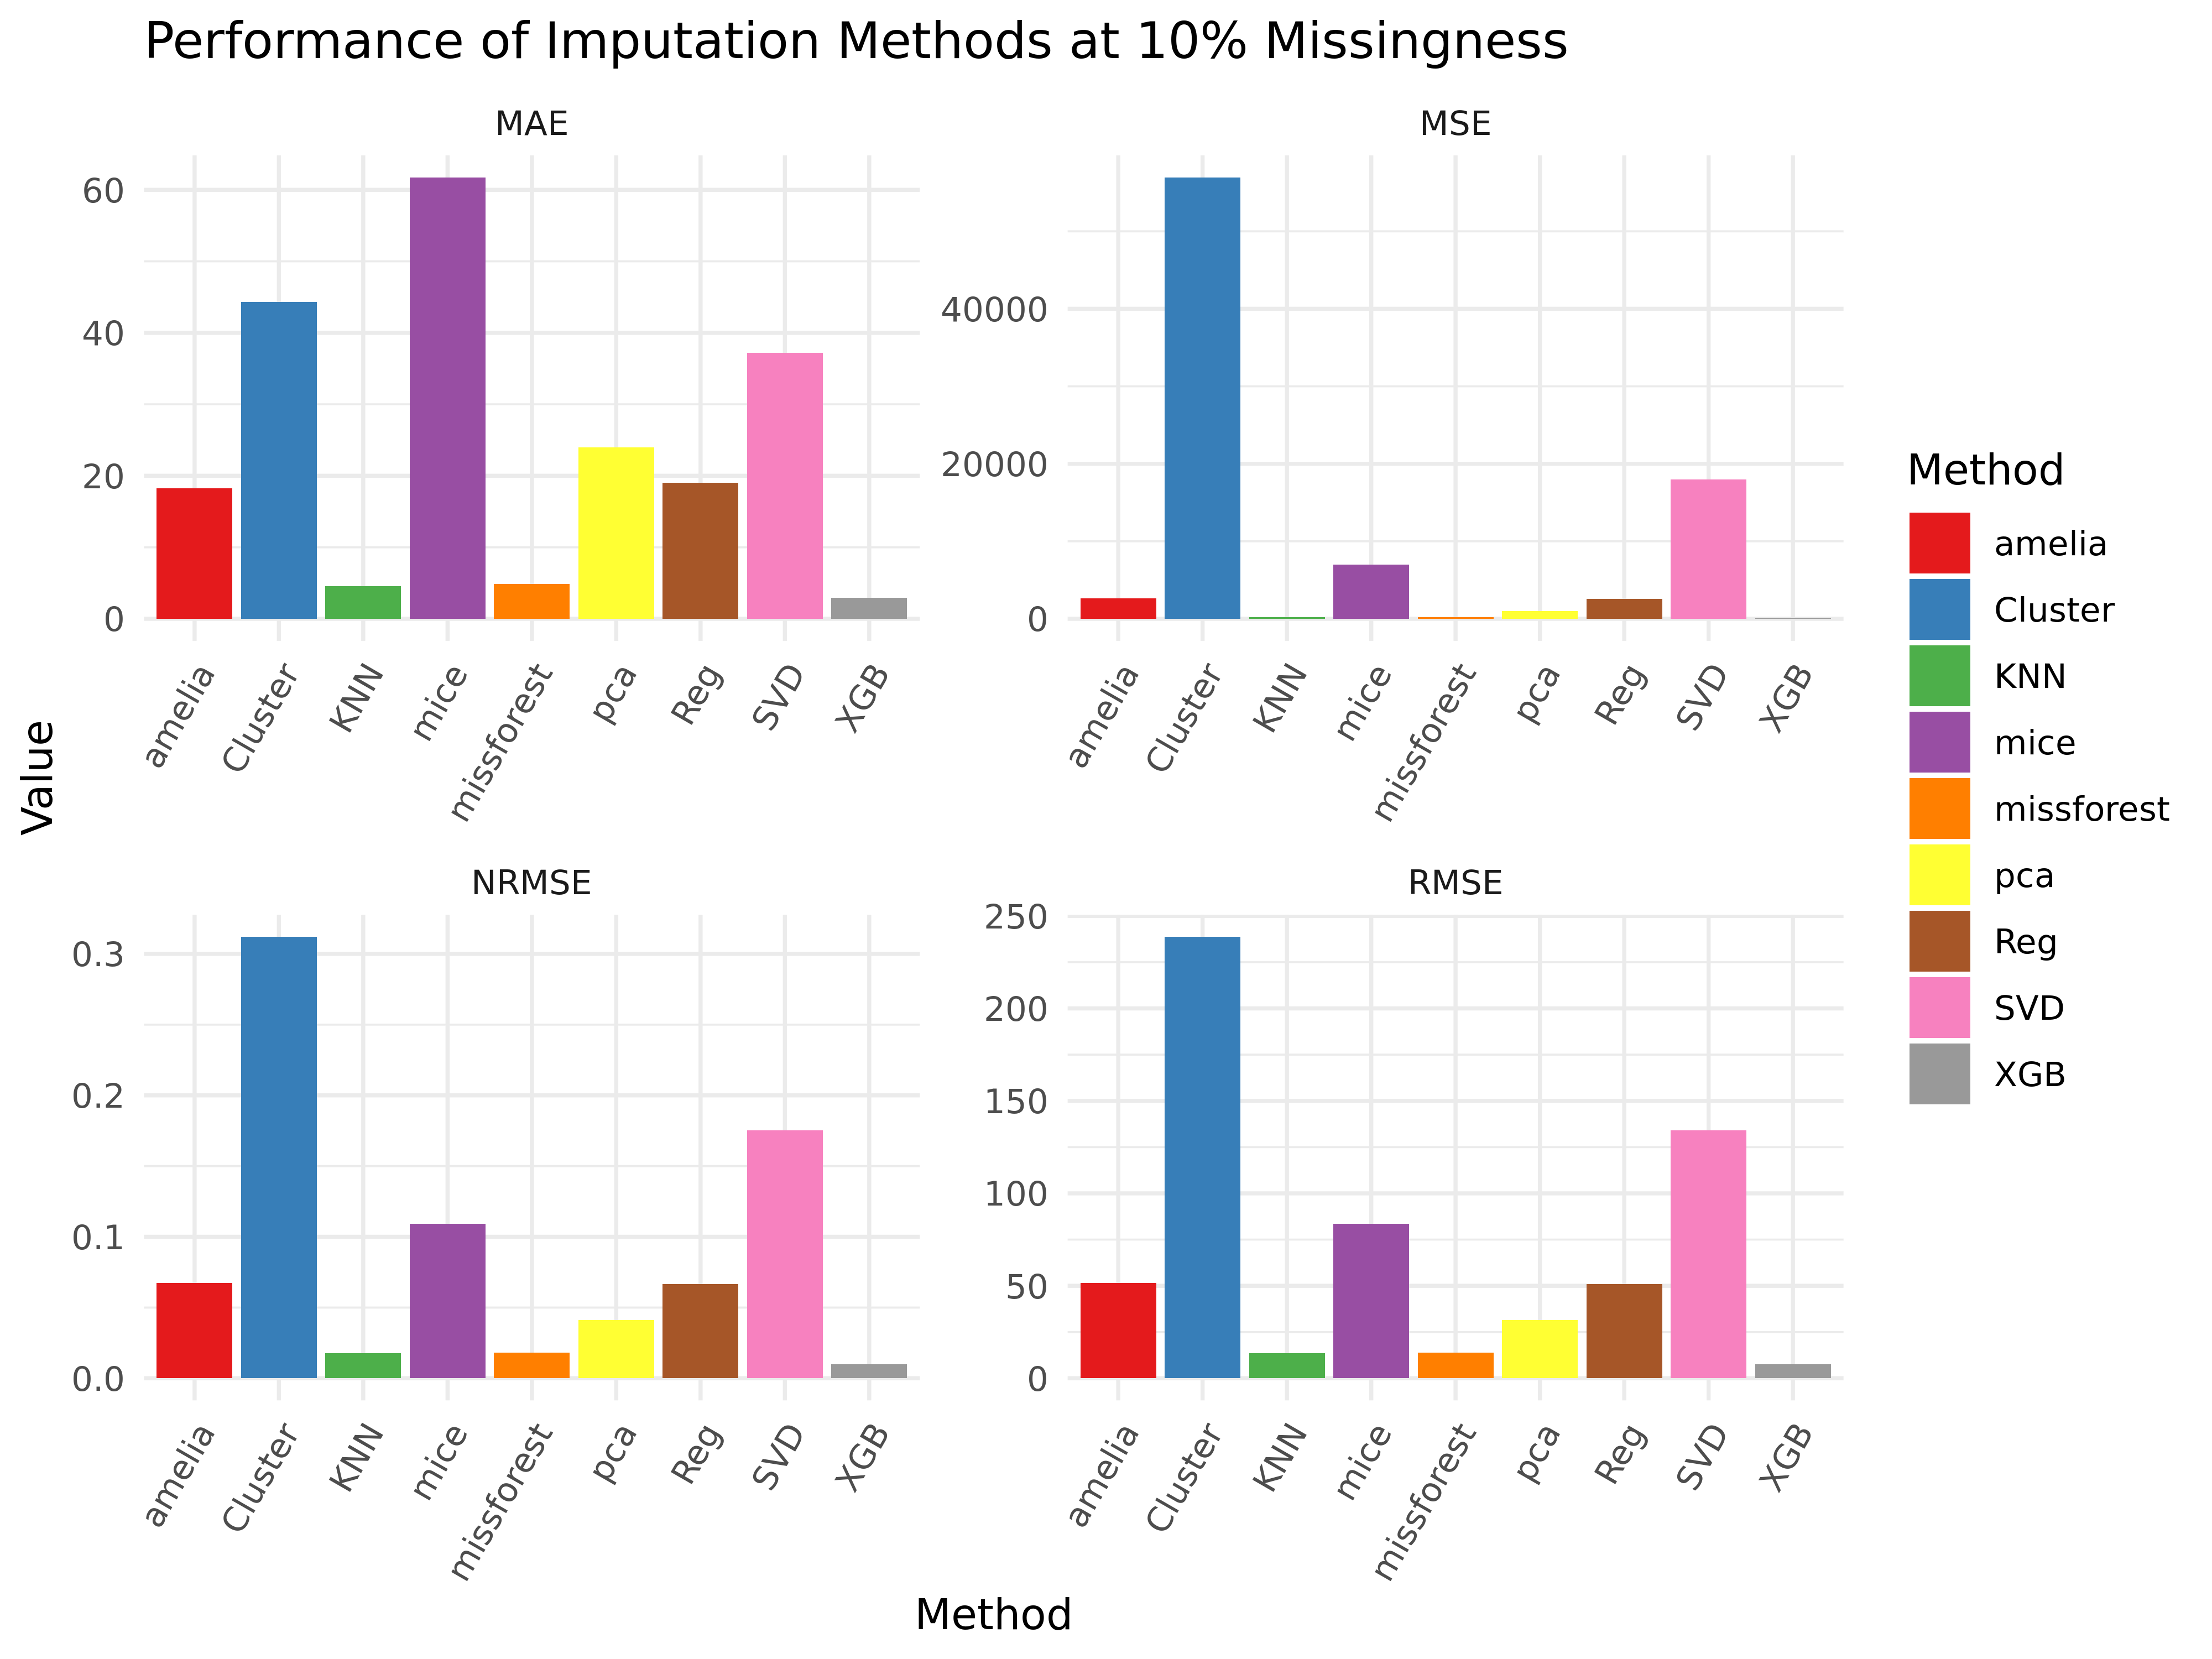 Performance of Imputation Methods at 10% Missingness
MAE
60
40
20
0
amelia
Cluster
KNN
mice
missforest
pca
Reg
SVD
XGB
MSE
40000
20000
0
amelia
Cluster
KNN
mice
missforest
pca
Reg
SVD
XGB
Value
NRMSE
0.3
0.2
0.1
0.0
amelia
Cluster
KNN
mice
missforest
pca
Reg
SVD
XGB
RMSE
250
200
150
100
50
0
amelia
Cluster
KNN
mice
missforest
pca
Reg
SVD
XGB
Method
Method
amelia
Cluster
KNN
mice
missforest
pca
Reg
SVD
XGB